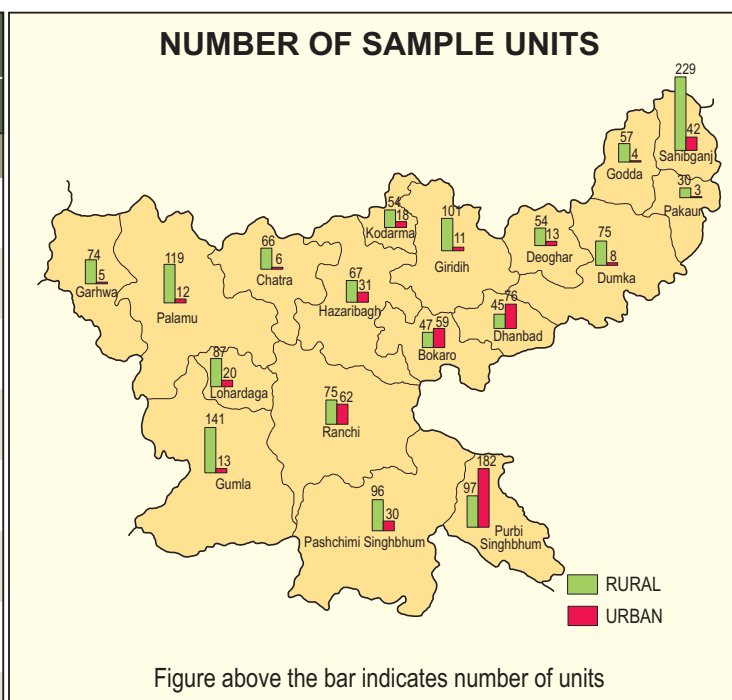 NUMBER OF SAMPLE UNITS
229
42
Sahibganj
57
4
Godda
30
3
Pakaur
54
18
Kodarma
101
11
Giridih
54
13
Deoghar
75
8
Dumka
74
5
Garhwa
119
12
Palamu
66
6
Chatra
67
31
Hazaribagh
45
76
Dhanbad
47
59
Bokaro
87
20
Lohardaga
75
62
Ranchi
141
13
Gumla
96
30
Pashchimi Singhbhum
97
182
Purbi
Singhbhum
RURAL
URBAN
Figure above the bar indicates number of units